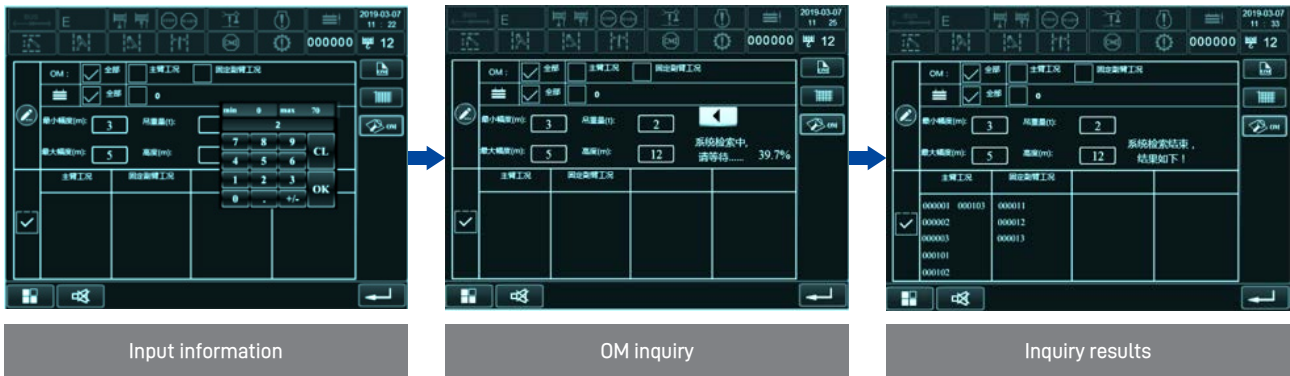 E
2019-03-07
11 : 22
000000
12
OM :
全部
主臂工况
固定副臂工况
全部
0
min 0 max 70
2
7 8 9 CL
4 5 6
1 2 3 OK
0 . +/-
最小幅度(m):
3
吊重量(t):
最大幅度(m):
5
高度(m):
OM
主臂工况
固定副臂工况
Input information
E
2019-03-07
11 25
000000
12
OM :
全部
主臂工况
固定副臂工况
全部
0
最小幅度(m):
3
吊重量(t):
2
最大幅度(m):
5
高度(m):
12
系统检索中,
请等待...... 39.7%
OM
主臂工况
固定副臂工况
OM inquiry
E
2019-03-07
11 : 33
000000
12
OM :
全部
主臂工况
固定副臂工况
全部
0
最小幅度(m):
3
吊重量(t):
2
最大幅度(m):
5
高度(m):
12
系统检索结束，
结果如下！
OM
主臂工况
固定副臂工况
000001 000103 000011
000002 000012
000003 000013
000101
000102
Inquiry results